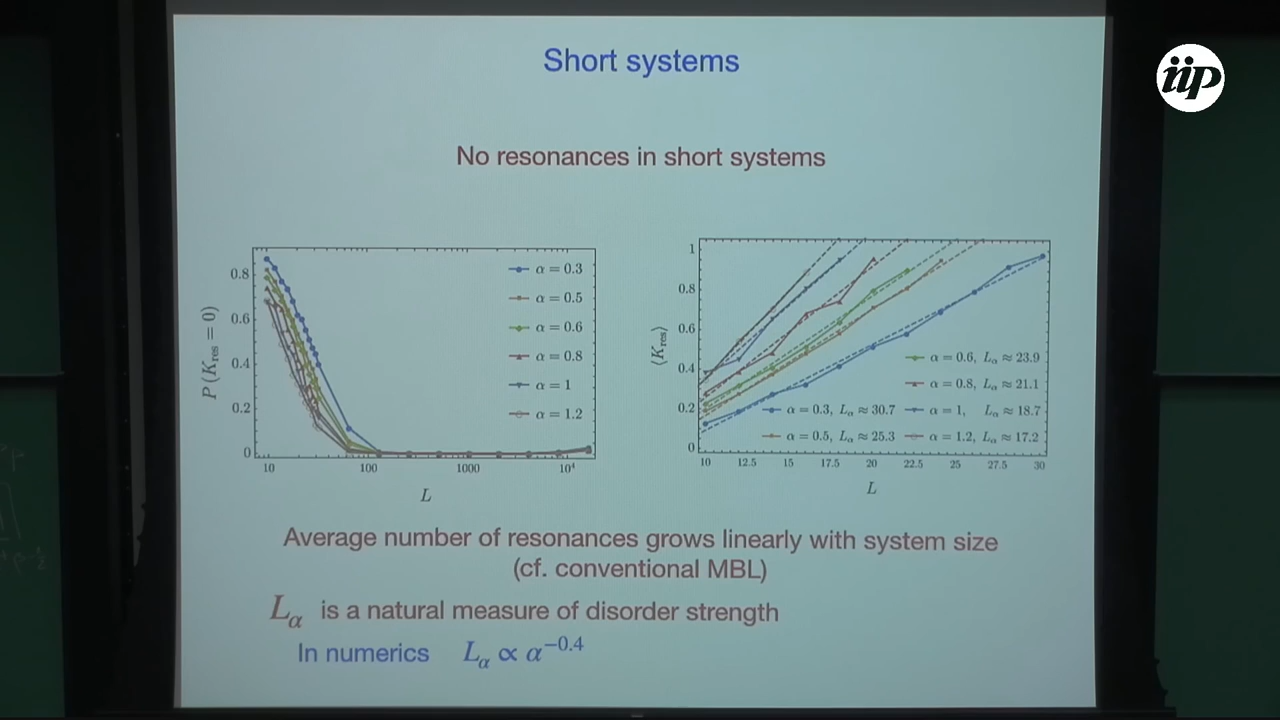 iip
Short systems
No resonances in short systems
P (K_res = 0)
0.8
0.6
0.4
0.2
0
10
100
1000
10⁴
L
α = 0.3
α = 0.5
α = 0.6
α = 0.8
α = 1
α = 1.2
⟨K_res⟩
1
0.8
0.6
0.4
0.2
0
10 12.5 15 17.5 20 22.5 25 27.5 30
L
α = 0.6, L_α ≈ 23.9
α = 0.8, L_α ≈ 21.1
α = 0.3, L_α ≈ 30.7 α = 1, L_α ≈ 18.7
α = 0.5, L_α ≈ 25.3 α = 1.2, L_α ≈ 17.2
Average number of resonances grows linearly with system size
(cf. conventional MBL)
L_α is a natural measure of disorder strength
In numerics L_α ∝ α^−0.4